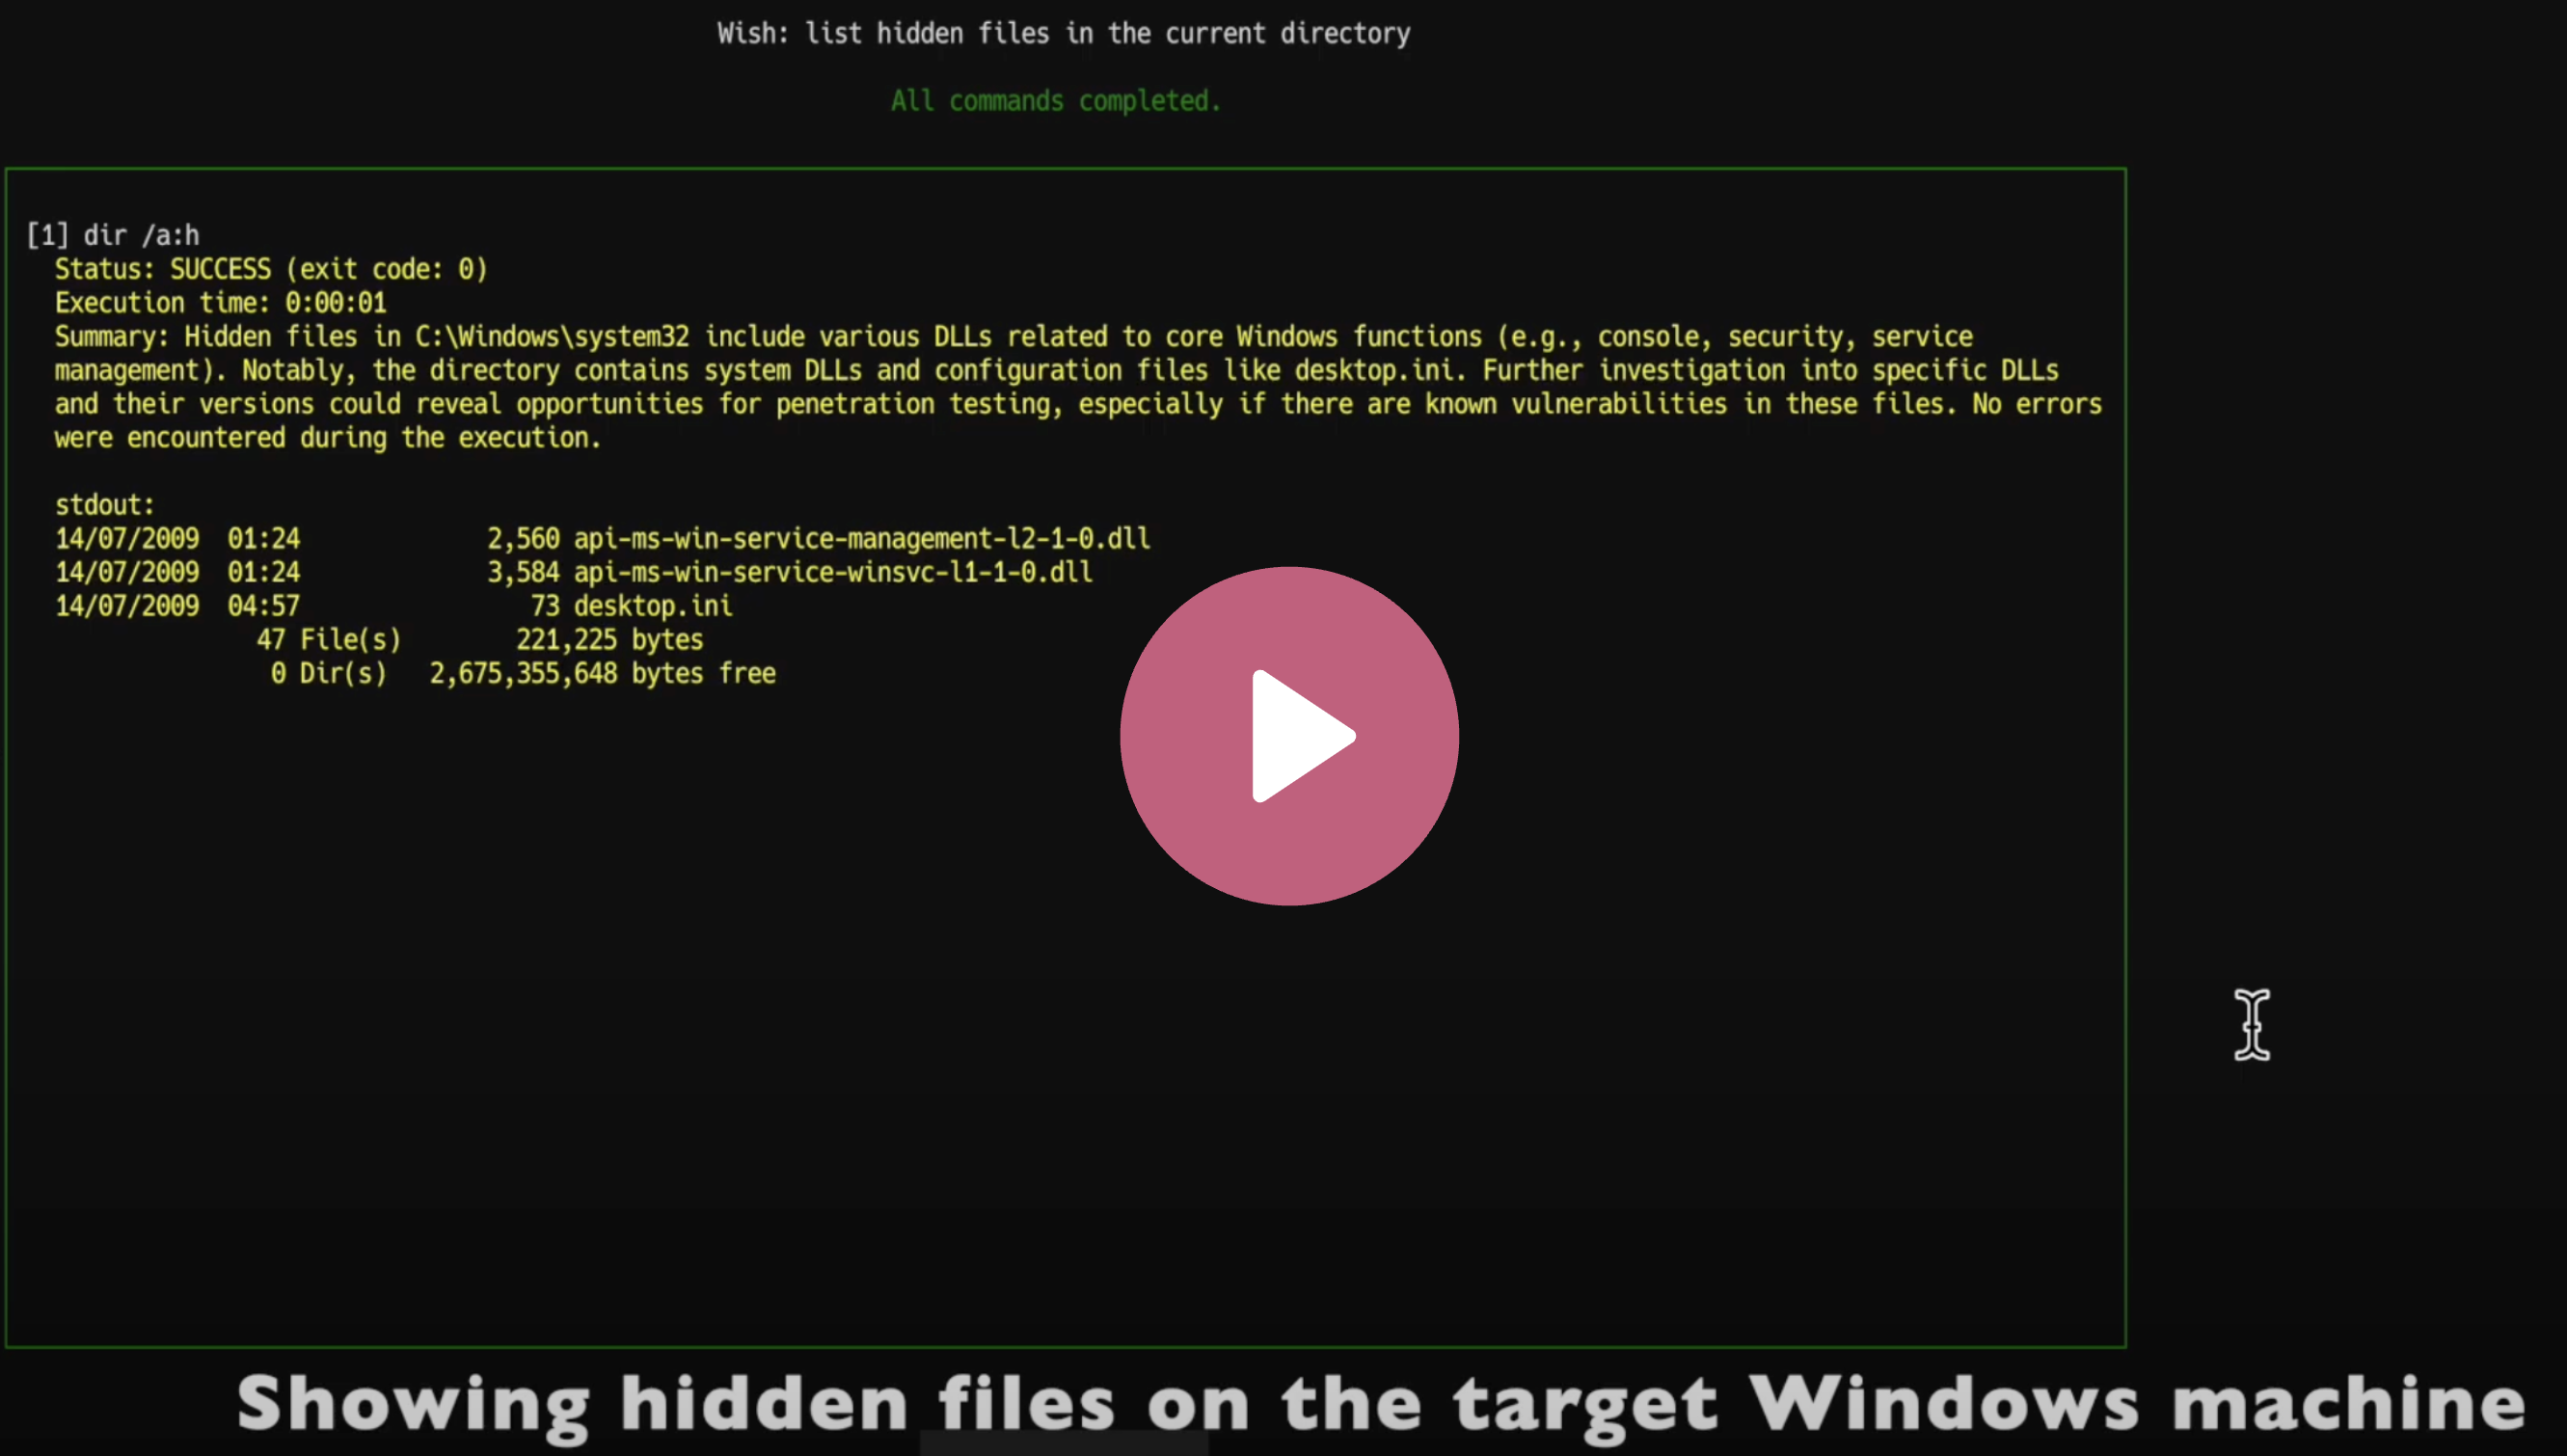 Wish: list hidden files in the current directory
All commands completed.
[1] dir /a:h
Status: SUCCESS (exit code: 0)
Execution time: 0:00:01
Summary: Hidden files in C:\Windows\system32 include various DLLs related to core Windows functions (e.g., console, security, service
management). Notably, the directory contains system DLLs and configuration files like desktop.ini. Further investigation into specific DLLs
and their versions could reveal opportunities for penetration testing, especially if there are known vulnerabilities in these files. No errors
were encountered during the execution.
stdout:
14/07/2009  01:24             2,560 api-ms-win-service-management-l2-1-0.dll
14/07/2009  01:24             3,584 api-ms-win-service-winsvc-l1-1-0.dll
14/07/2009  04:57                73 desktop.ini
47 File(s)        221,225 bytes
0 Dir(s)   2,675,355,648 bytes free
Showing hidden files on the target Windows machine